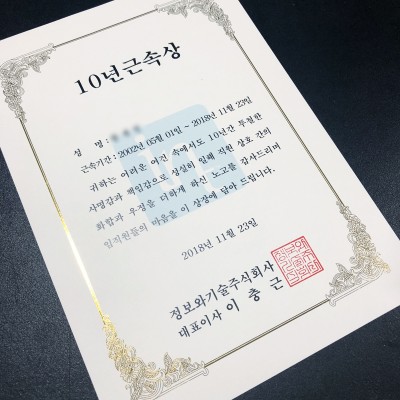 10년근속상
성 명 :
근속기간 : 2002년 05월 01일 ~ 2018년 11월 23일
귀하는 어려운 여건 속에서도 10년간 투철한
사명감과 책임감으로 성실히 일해 직원 상호 간의
화합과 우정을 더하게 하신 노고를 감사드리며
임직원들의 마음을 이 상장에 담아 드립니다.
2018년 11월 23일
정보와기술주식회사
대표이사 이 충 근